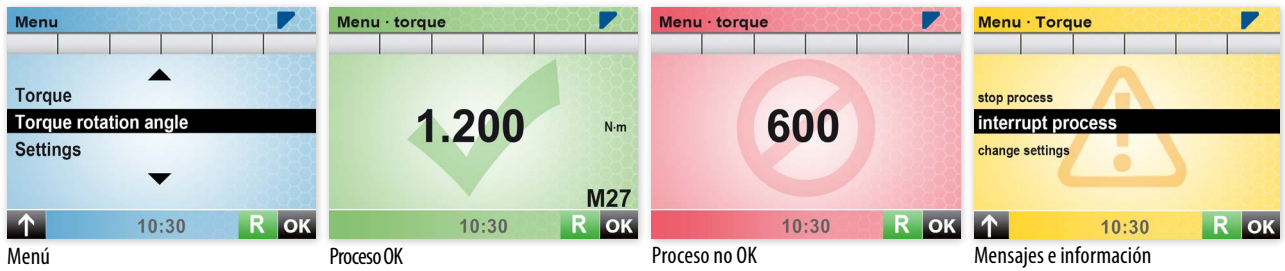 Menu
Torque
Torque rotation angle
Settings
10:30
R OK
Menú
Menu · torque
1.200 N·m
M27
10:30
R OK
Proceso OK
Menu · torque
600
10:30
R OK
Proceso no OK
Menu · Torque
stop process
interrupt process
change settings
10:30
R OK
Mensajes e información